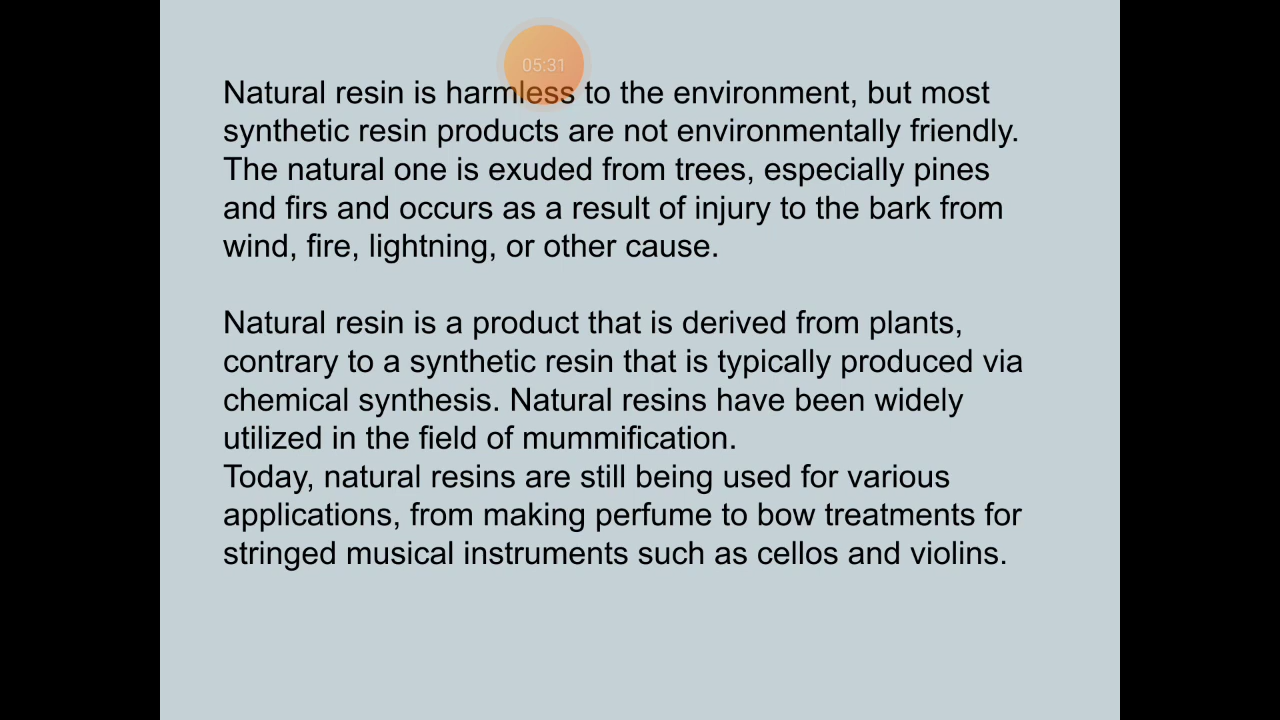 05:31
Natural resin is harmless to the environment, but most
synthetic resin products are not environmentally friendly.
The natural one is exuded from trees, especially pines
and firs and occurs as a result of injury to the bark from
wind, fire, lightning, or other cause.
Natural resin is a product that is derived from plants,
contrary to a synthetic resin that is typically produced via
chemical synthesis. Natural resins have been widely
utilized in the field of mummification.
Today, natural resins are still being used for various
applications, from making perfume to bow treatments for
stringed musical instruments such as cellos and violins.